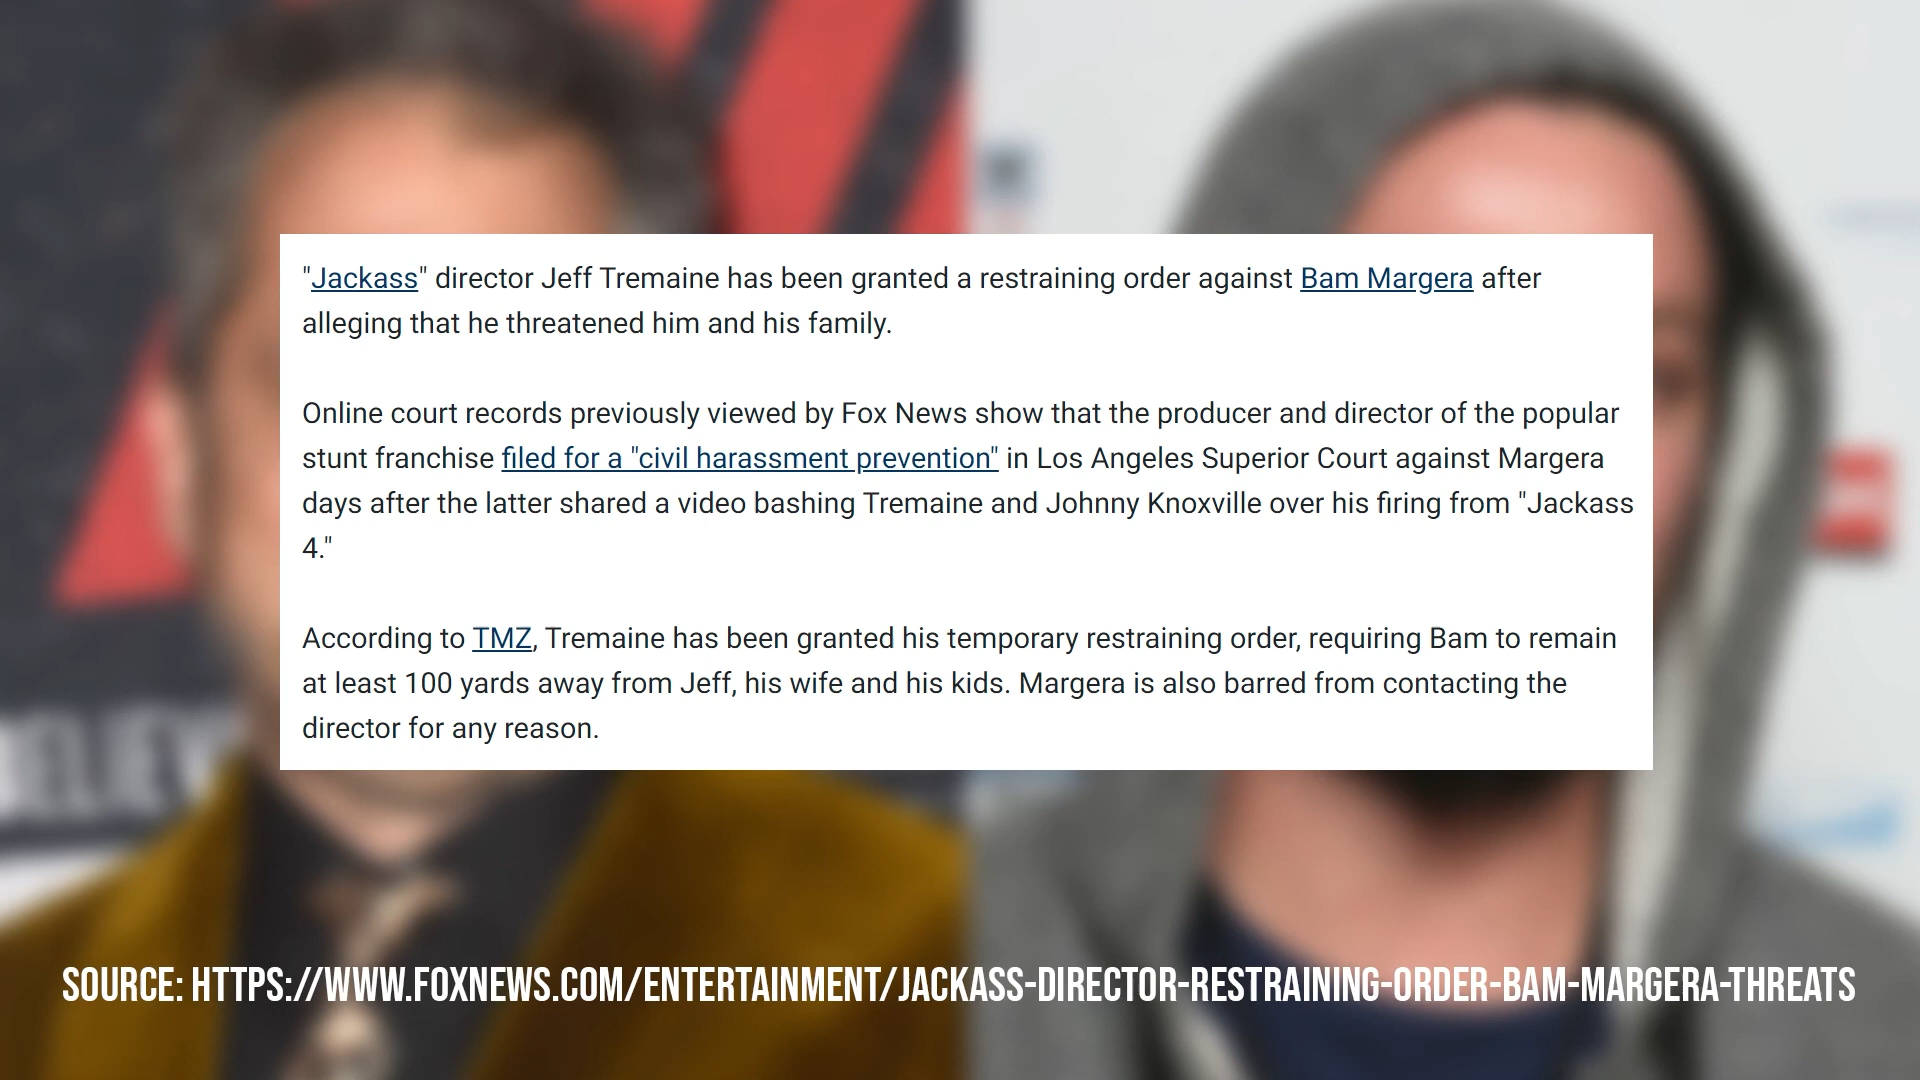 "Jackass" director Jeff Tremaine has been granted a restraining order against Bam Margera after
alleging that he threatened him and his family.
Online court records previously viewed by Fox News show that the producer and director of the popular
stunt franchise filed for a "civil harassment prevention" in Los Angeles Superior Court against Margera
days after the latter shared a video bashing Tremaine and Johnny Knoxville over his firing from "Jackass
4."
According to TMZ, Tremaine has been granted his temporary restraining order, requiring Bam to remain
at least 100 yards away from Jeff, his wife and his kids. Margera is also barred from contacting the
director for any reason.
SOURCE: HTTPS://WWW.FOXNEWS.COM/ENTERTAINMENT/JACKASS-DIRECTOR-RESTRAINING-ORDER-BAM-MARGERA-THREATS